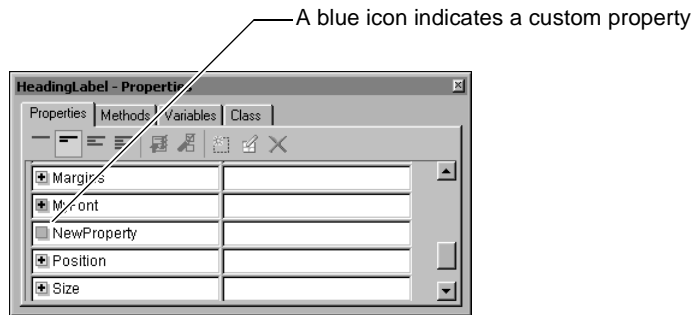 A blue icon indicates a custom property
HeadingLabel - Properties
Properties Methods Variables Class
Margins
MyFont
NewProperty
Position
Size